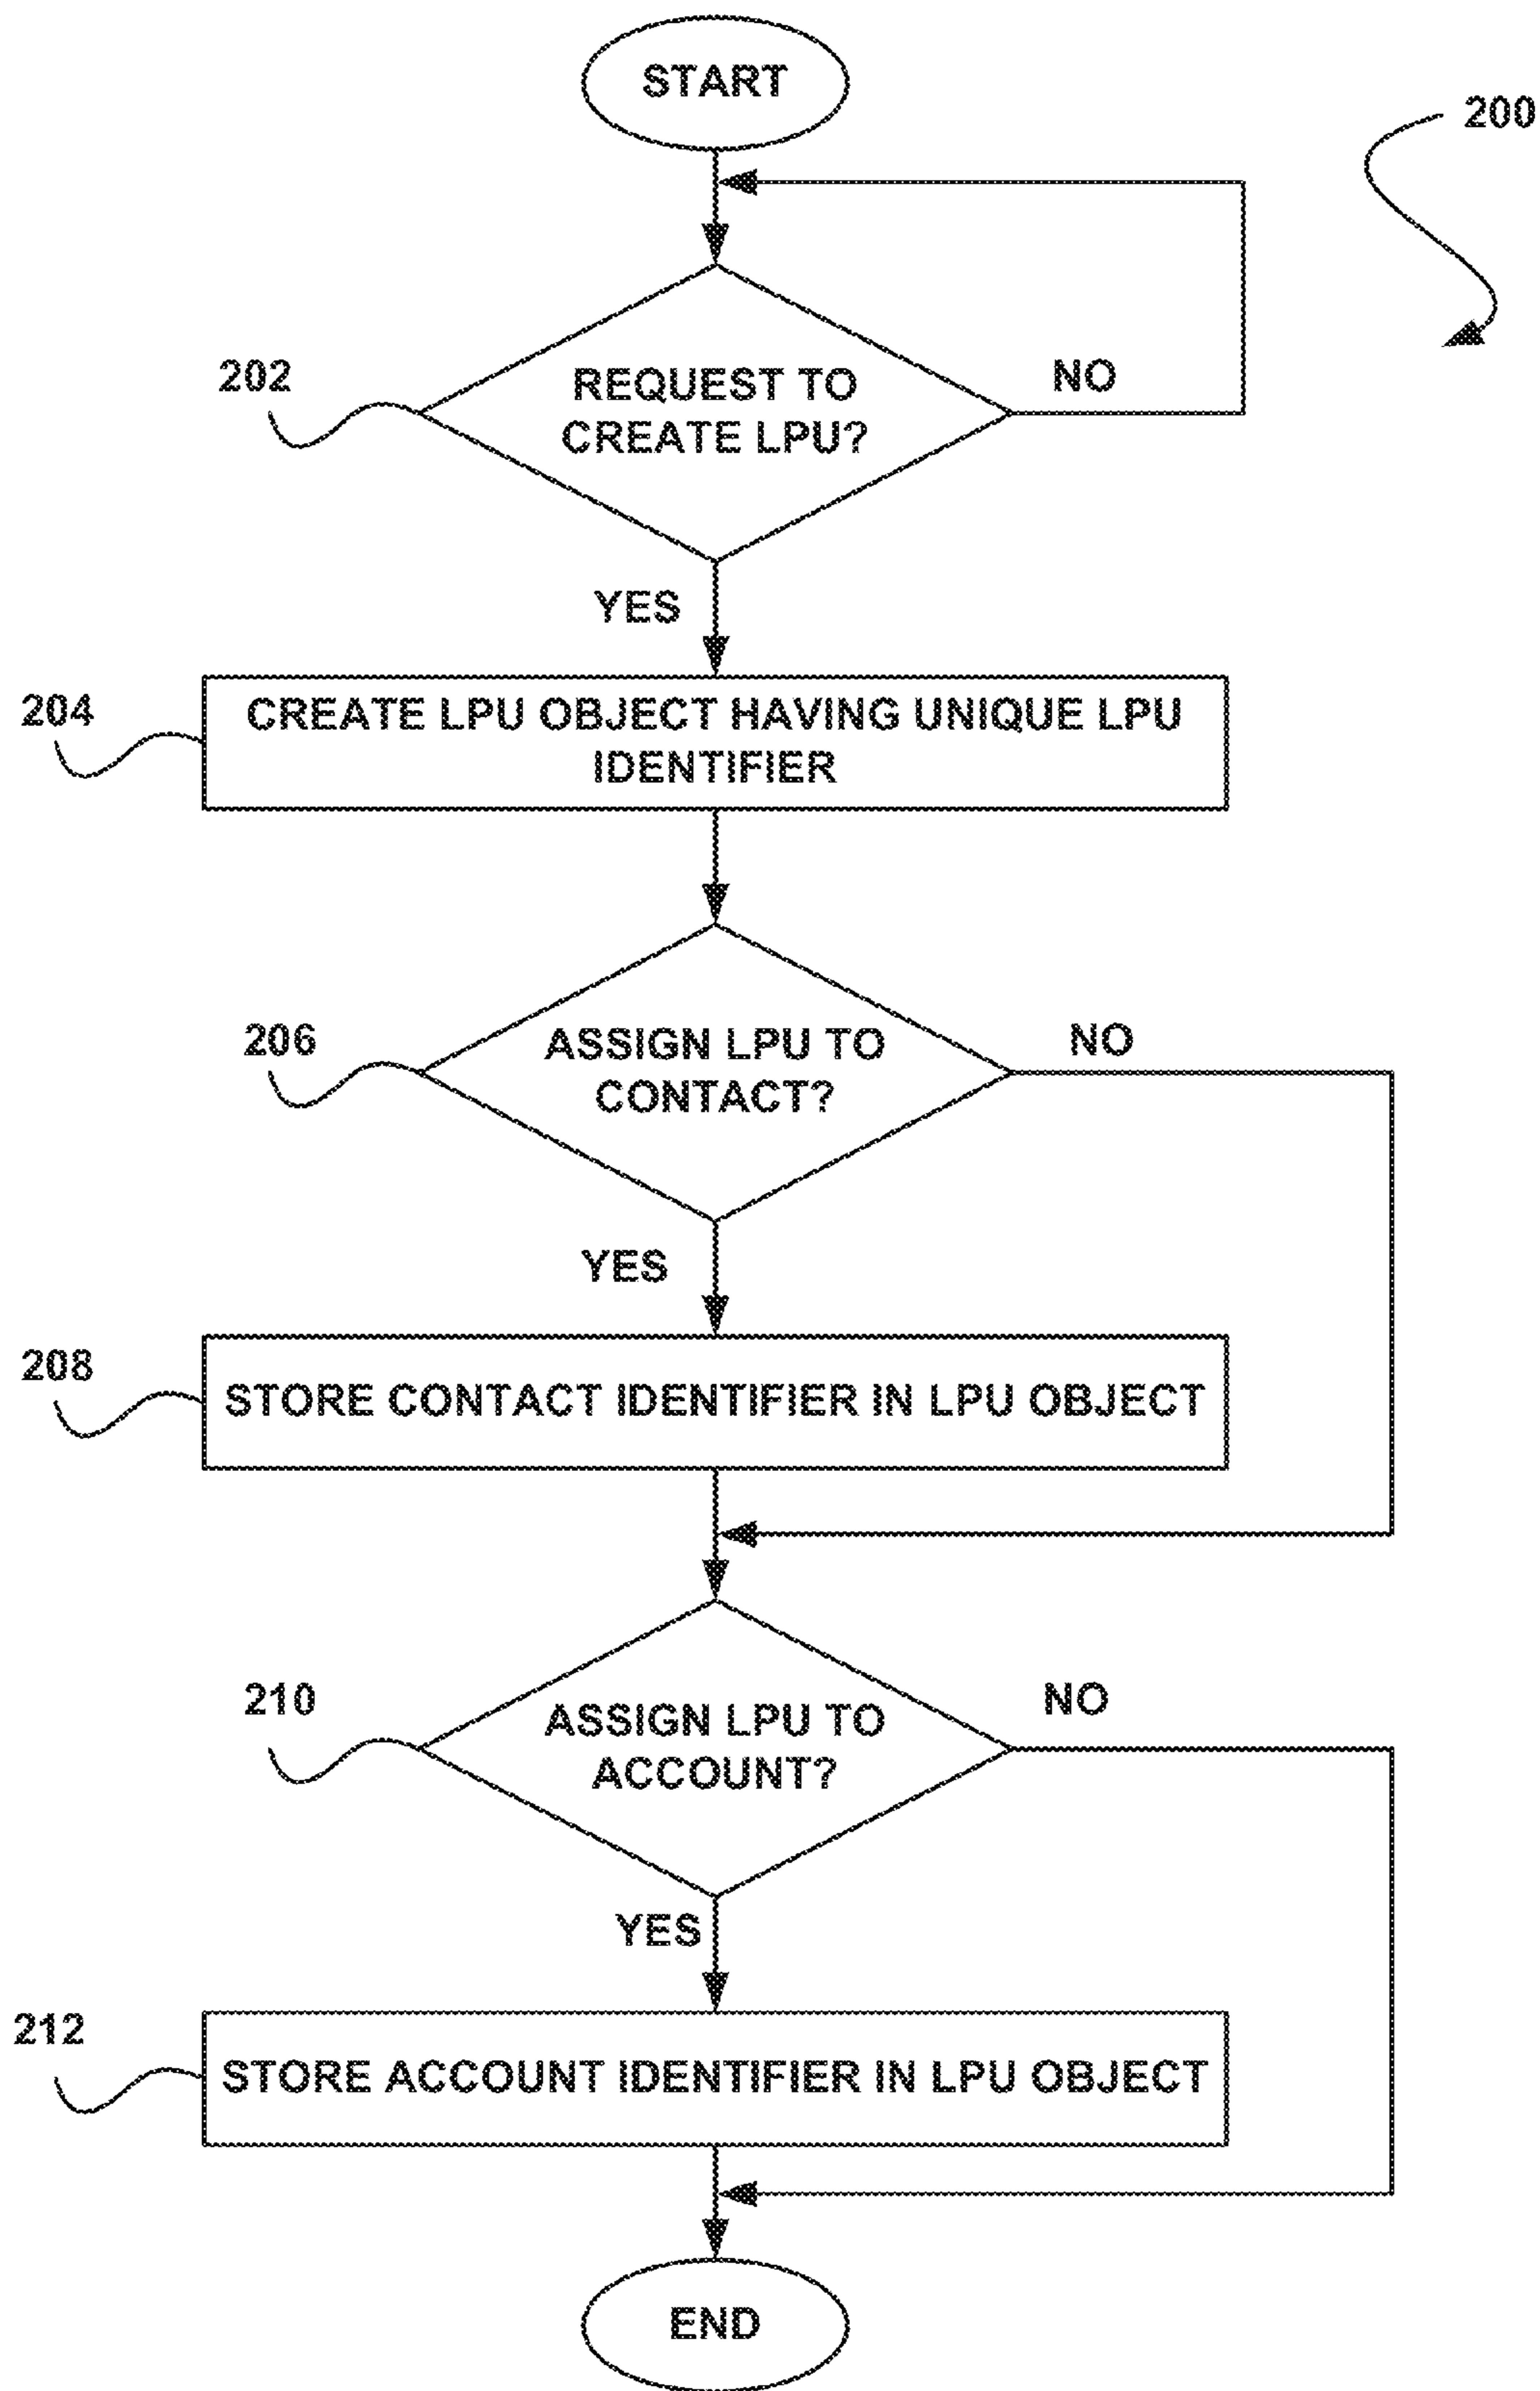 START
200
202
REQUEST TO
CREATE LPU?
NO
YES
204
CREATE LPU OBJECT HAVING UNIQUE LPU
IDENTIFIER
206
ASSIGN LPU TO
CONTACT?
NO
YES
208
STORE CONTACT IDENTIFIER IN LPU OBJECT
210
ASSIGN LPU TO
ACCOUNT?
NO
YES
212
STORE ACCOUNT IDENTIFIER IN LPU OBJECT
END